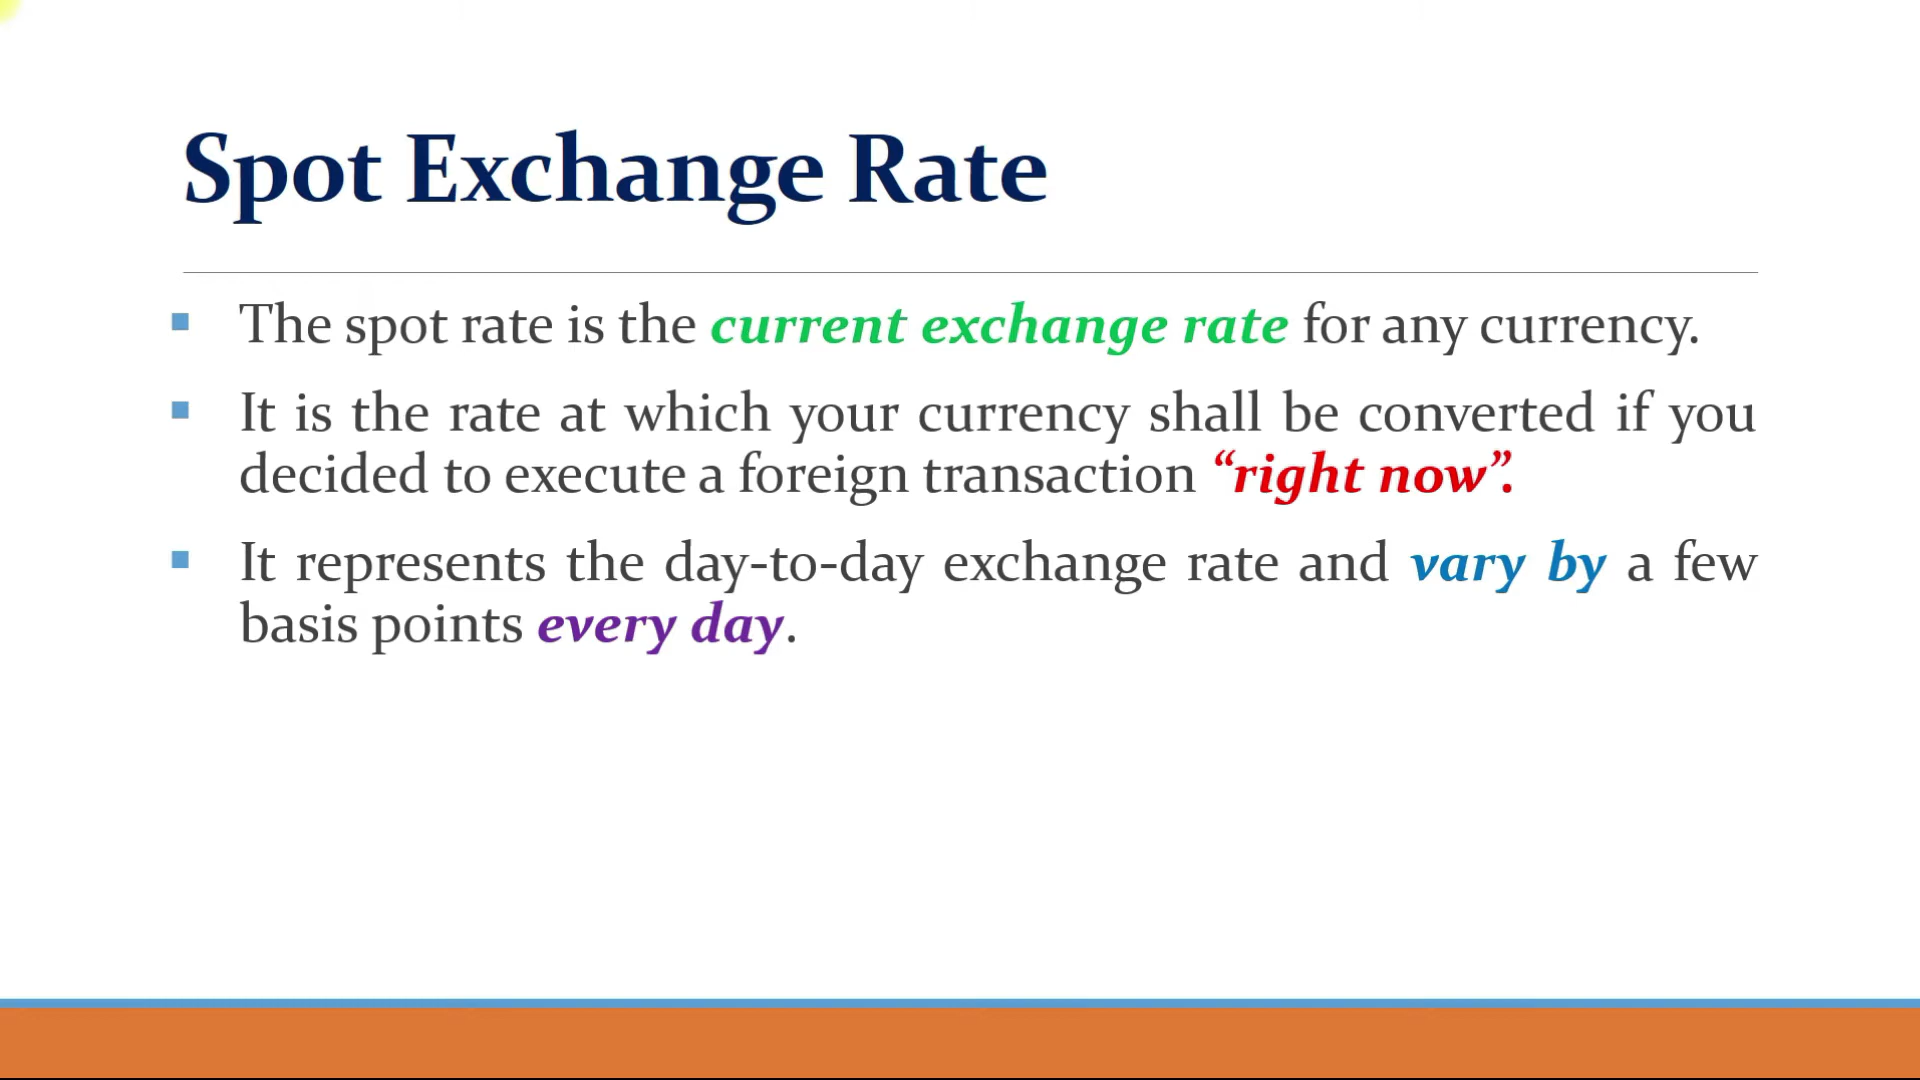 Spot Exchange Rate
▪ The spot rate is the current exchange rate for any currency.
▪ It is the rate at which your currency shall be converted if you
decided to execute a foreign transaction “right now”.
▪ It represents the day-to-day exchange rate and vary by a few
basis points every day.